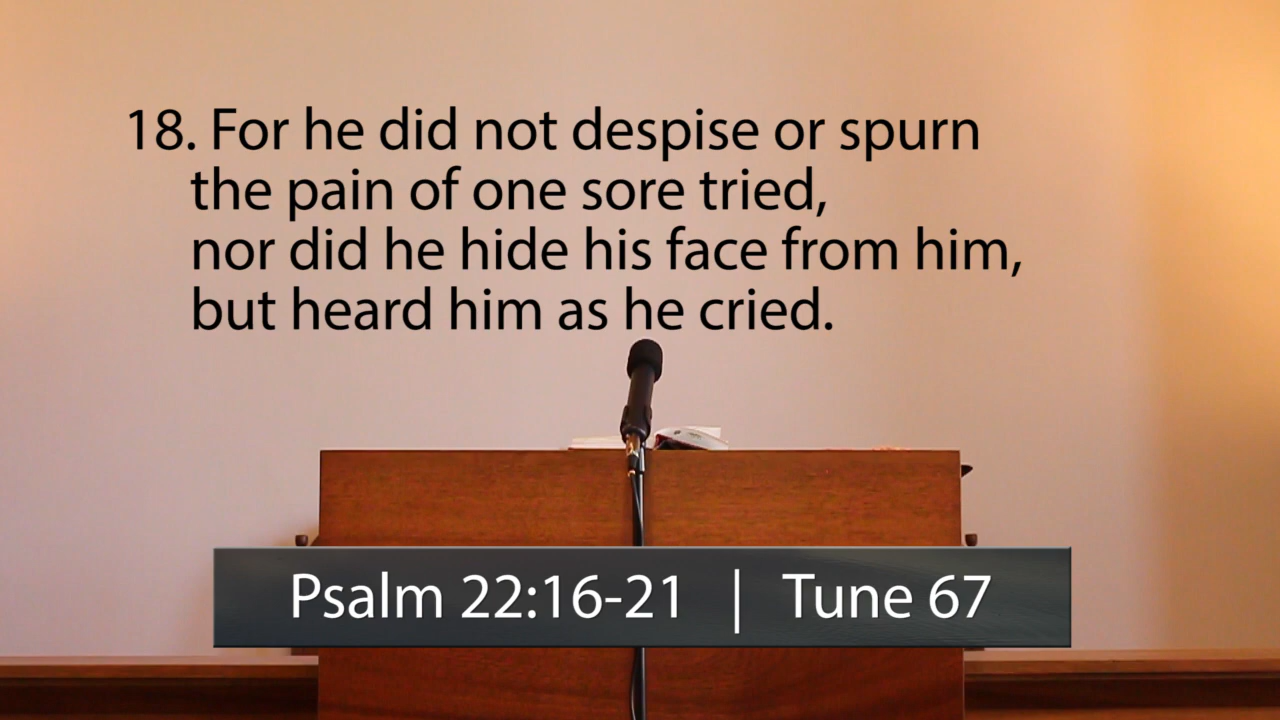 18. For he did not despise or spurn
the pain of one sore tried,
nor did he hide his face from him,
but heard him as he cried.
Psalm 22:16-21 | Tune 67